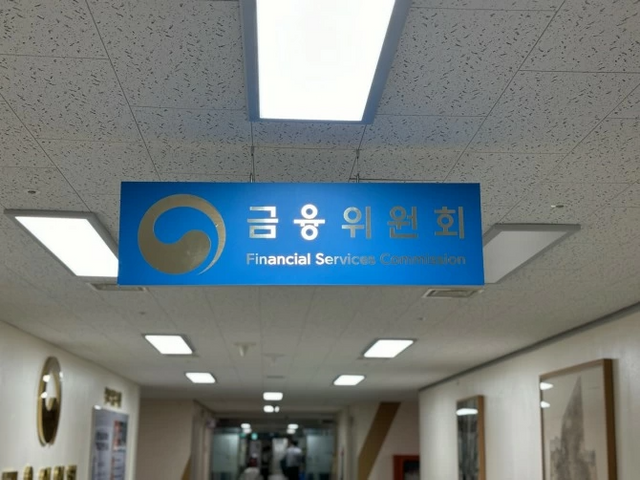 금융위원회
Financial Services Commission